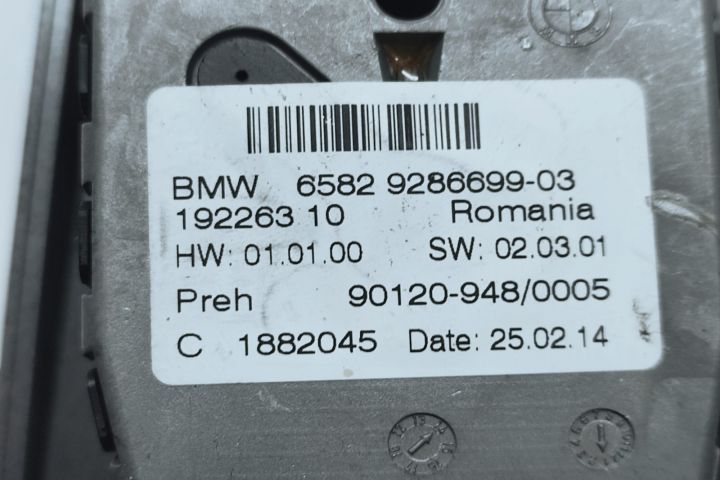 BMW 6582 9286699-03
192263 10 Romania
HW: 01.01.00 SW: 02.03.01
Preh 90120-948/0005
C 1882045 Date: 25.02.14